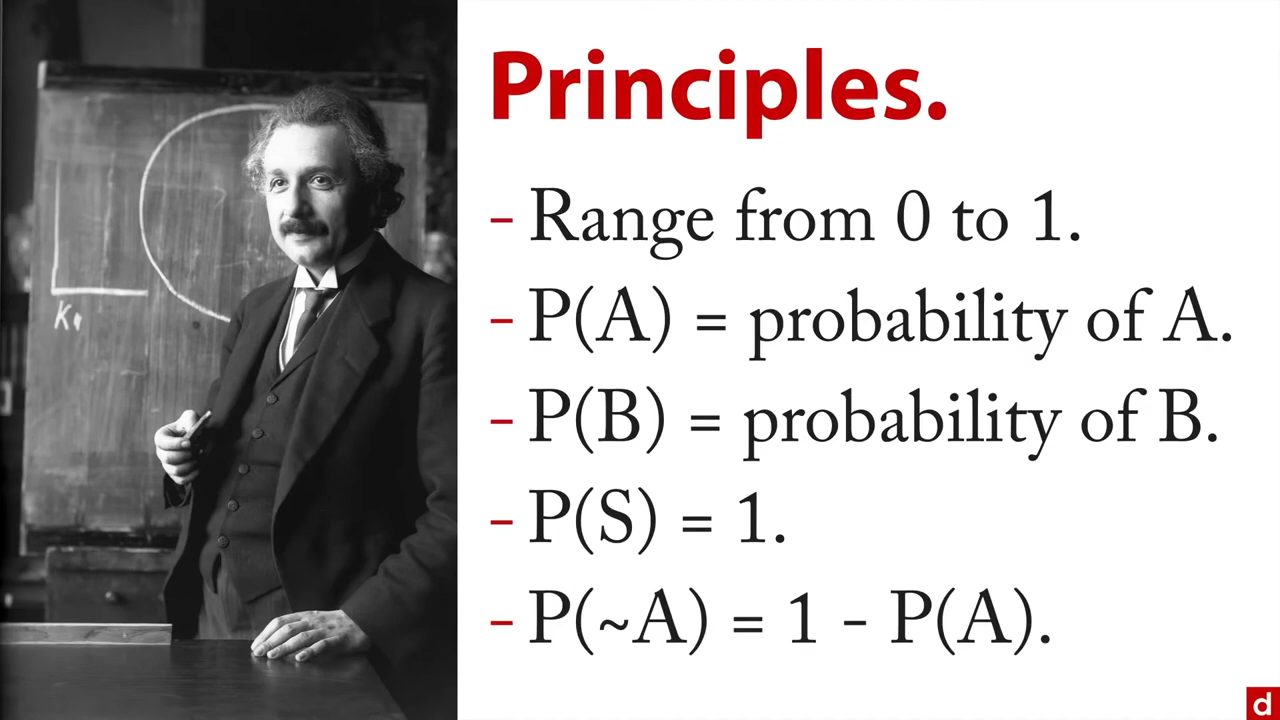 Principles.
- Range from 0 to 1.
- P(A) = probability of A.
- P(B) = probability of B.
- P(S) = 1.
- P(~A) = 1 - P(A).
d